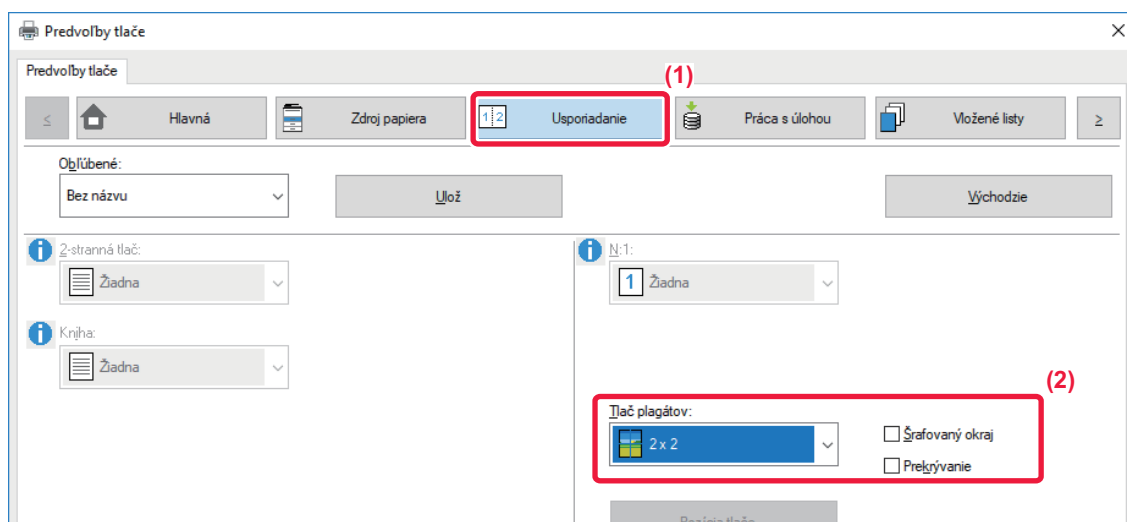 Predvoľby tlače
Predvoľby tlače
(1)
≤ Hlavná Zdroj papiera 1 2 Usporiadanie Práca s úlohou Vložené listy ≥
Obľúbené:
Bez názvu Ulož Východzie
2-stranná tlač: N:1:
Žiadna 1 Žiadna
Kniha:
Žiadna
(2)
Tlač plagátov:
2 x 2 Šrafovaný okraj
Prekrývanie